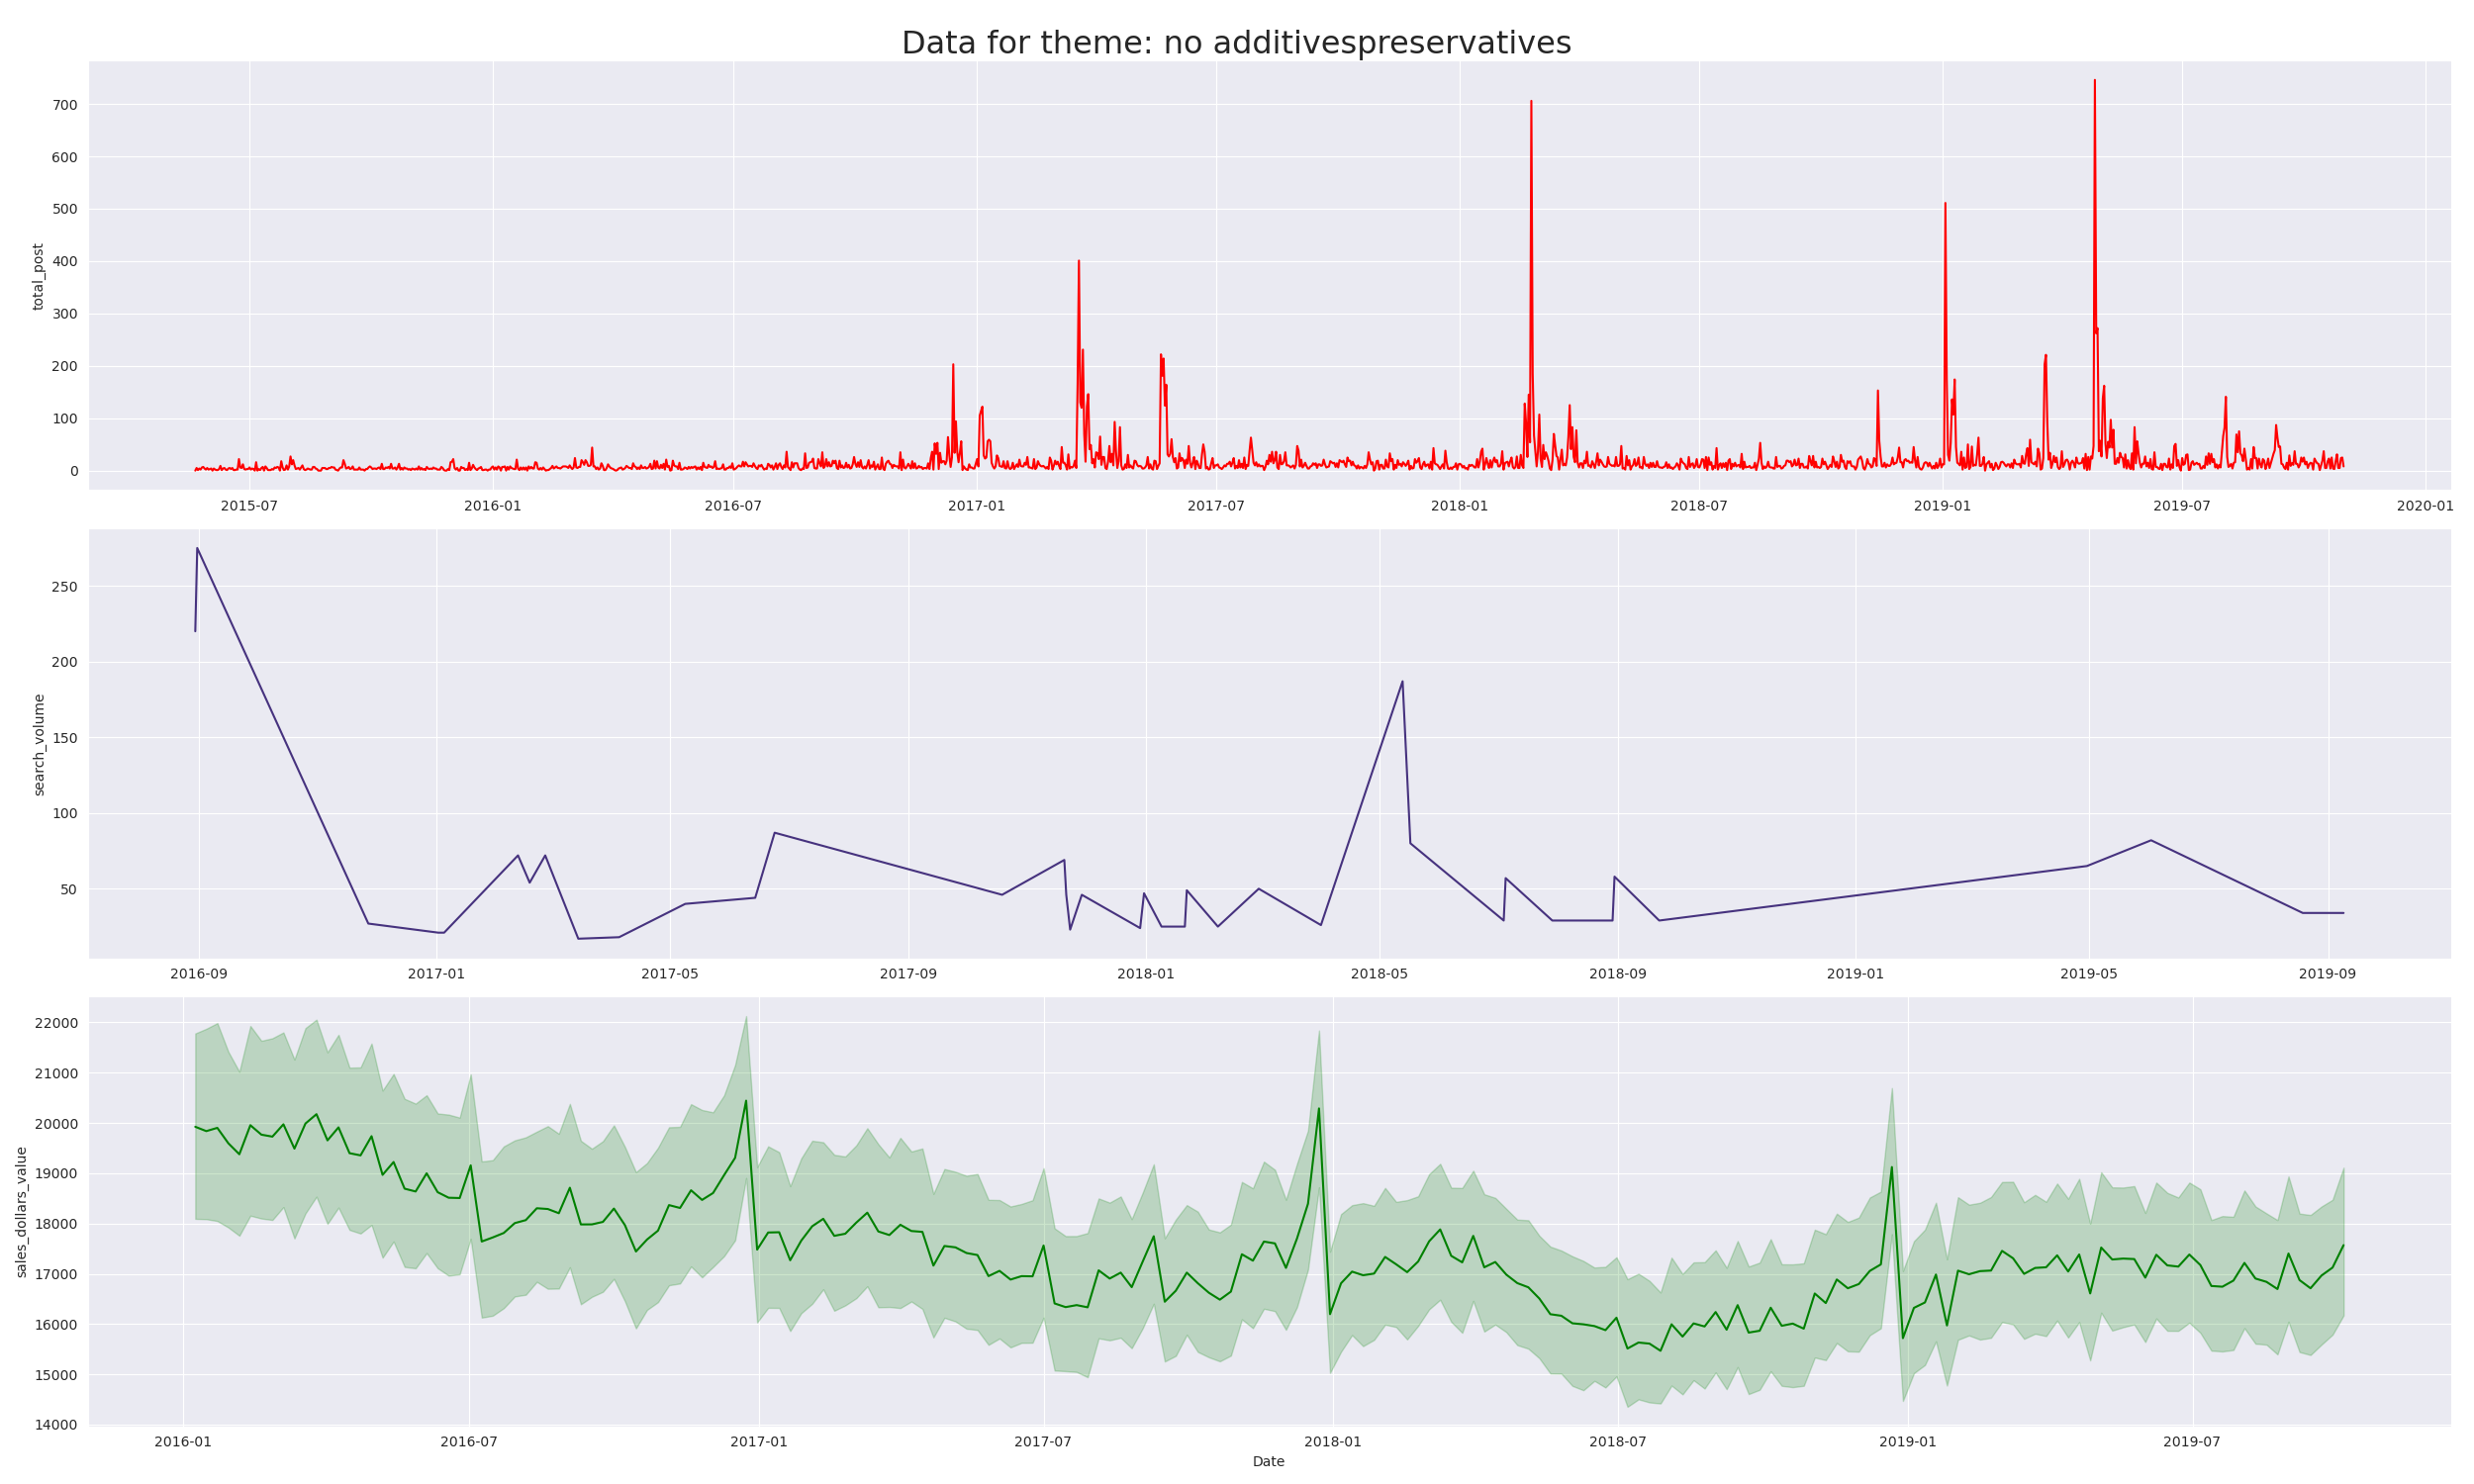 Data for theme: no additivespreservatives
total_post
700
600
500
400
300
200
100
0
2015-07 2016-01 2016-07 2017-01 2017-07 2018-01 2018-07 2019-01 2019-07 2020-01
search_volume
250
200
150
100
50
2016-09 2017-01 2017-05 2017-09 2018-01 2018-05 2018-09 2019-01 2019-05 2019-09
sales_dollars_value
22000
21000
20000
19000
18000
17000
16000
15000
14000
2016-01 2016-07 2017-01 2017-07 2018-01 2018-07 2019-01 2019-07
Date